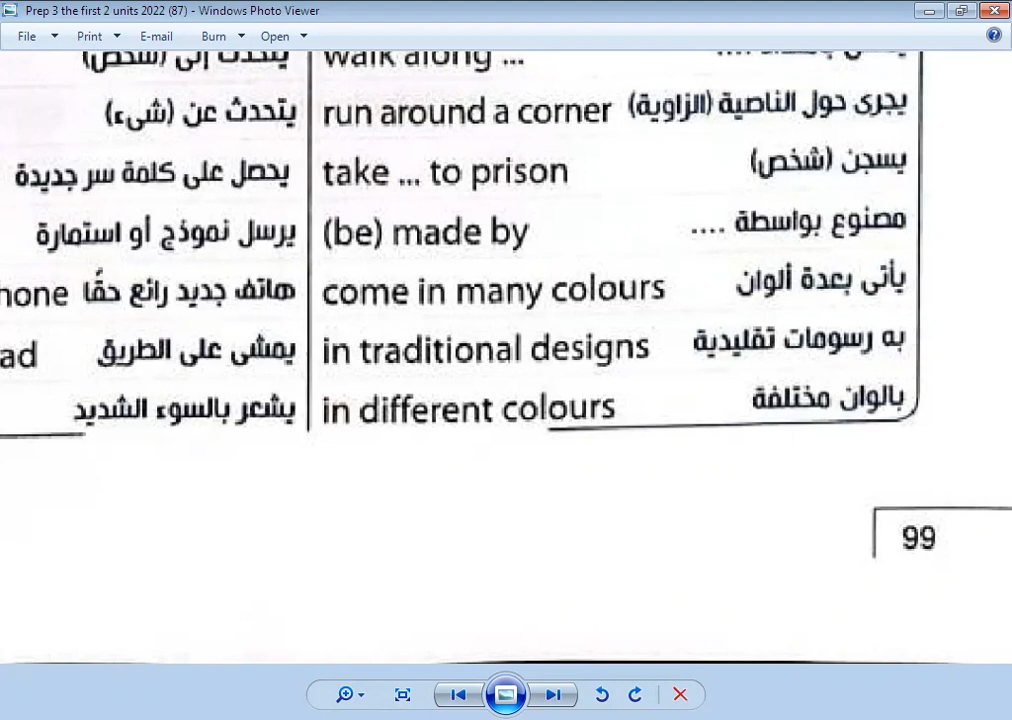 Prep 3 the first 2 units 2022 (87) - Windows Photo Viewer
File Print E-mail Burn Open
يتحدث إلى (شخص) walk along ...
يتحدث عن (شىء) run around a corner يجرى حول الناصية (الزاوية)
يحصل على كلمة سر جديدة take ... to prison يسجن (شخص)
يرسل نموذج أو استمارة (be) made by مصنوع بواسطة ....
hone هاتف جديد رائع حقًا come in many colours يأتى بعدة ألوان
ad يمشى على الطريق in traditional designs به رسومات تقليدية
يشعر بالسوء الشديد in different colours بالوان مختلفة
99